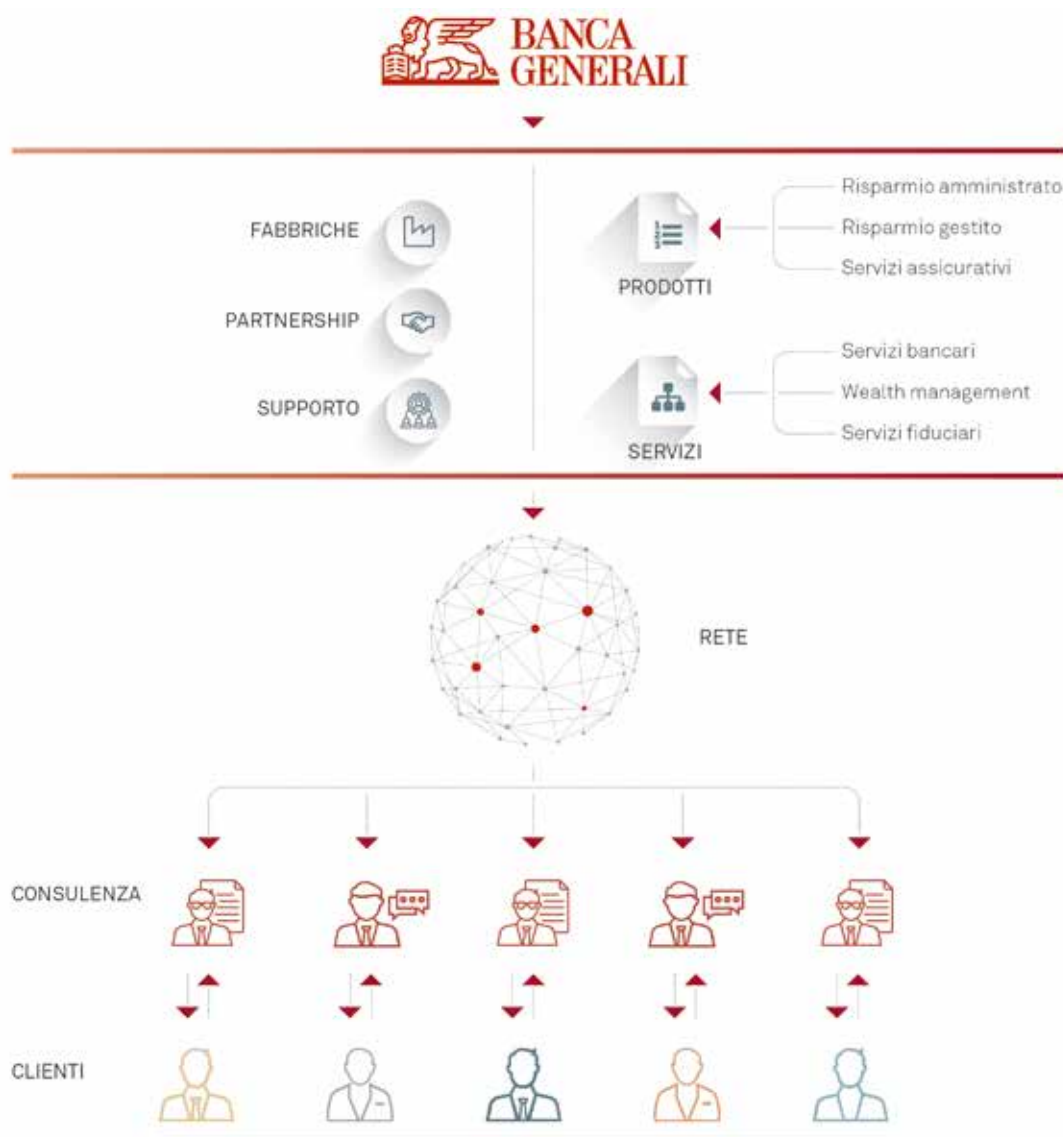 BANCA
GENERALI
FABBRICHE
PARTNERSHIP
SUPPORTO
PRODOTTI
Risparmio amministrato
Risparmio gestito
Servizi assicurativi
SERVIZI
Servizi bancari
Wealth management
Servizi fiduciari
RETE
CONSULENZA
CLIENTI